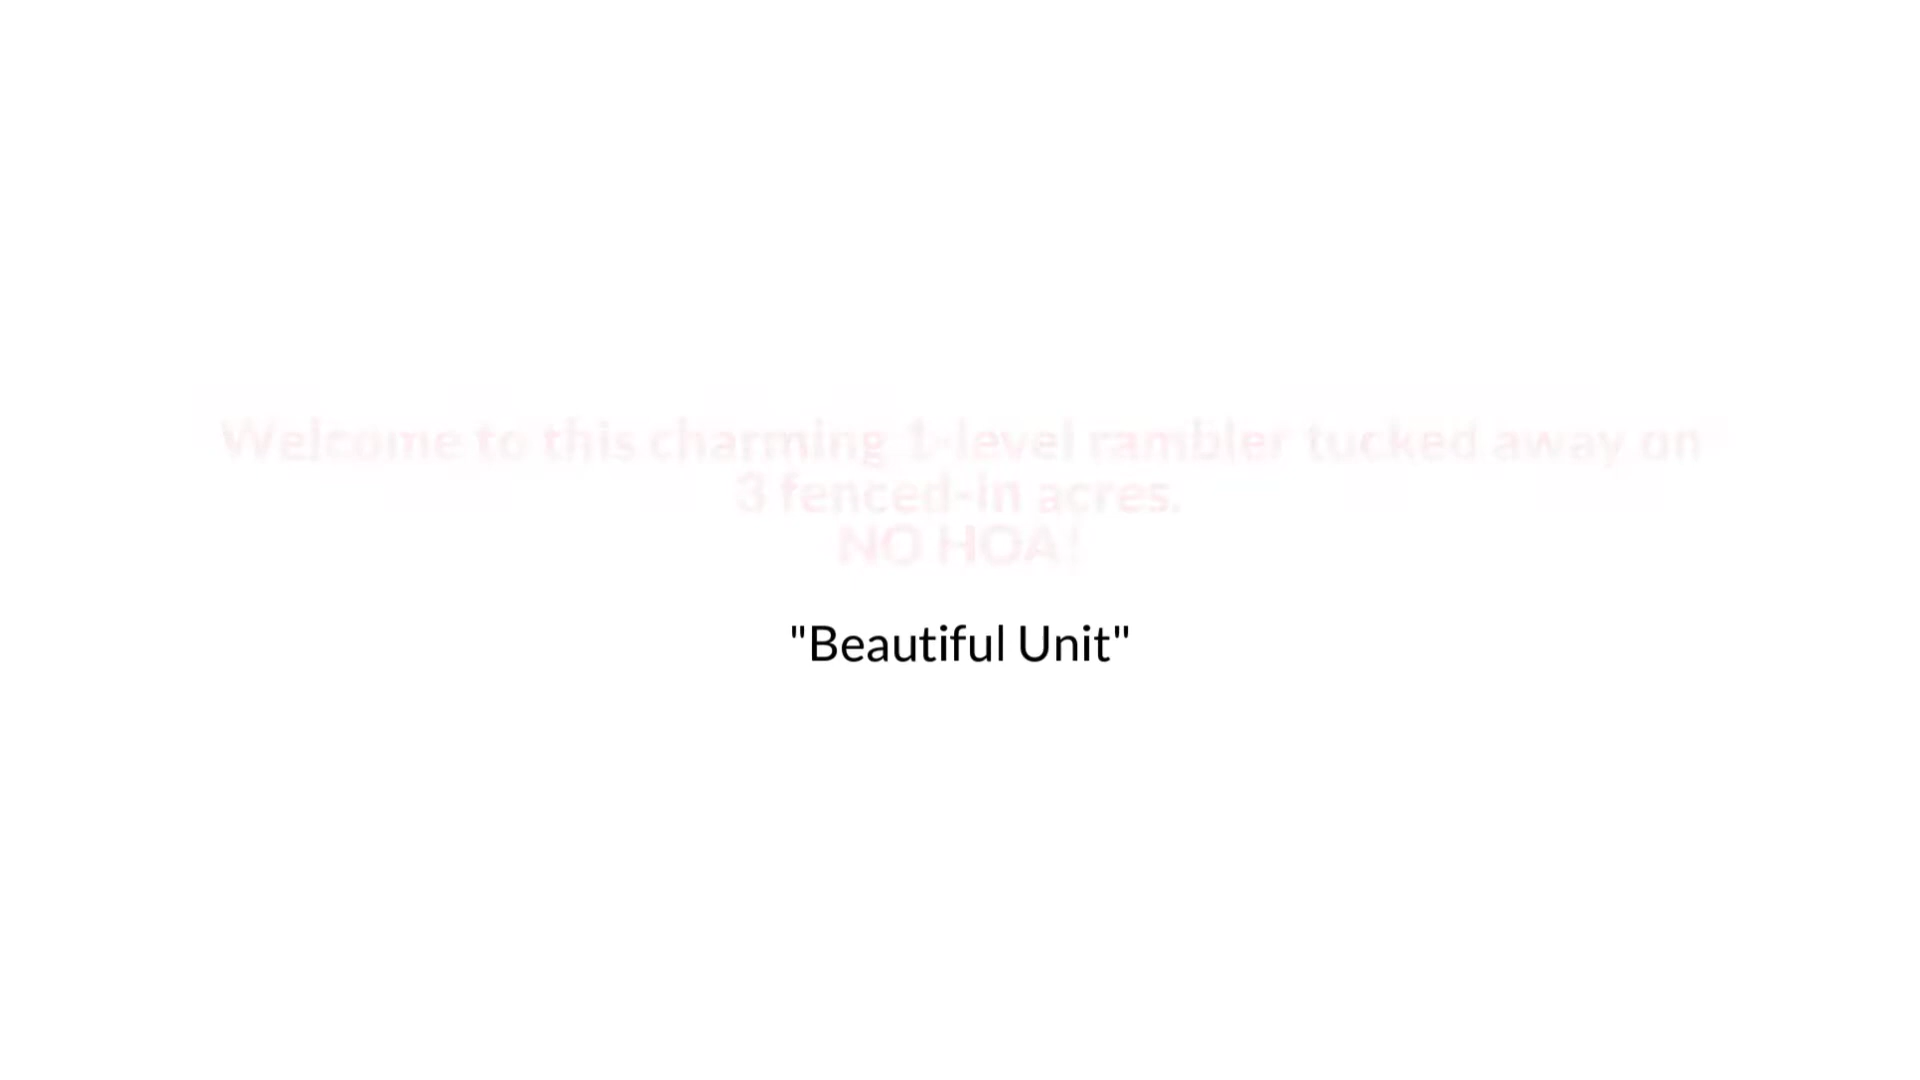 Welcome to this charming 1-level rambler tucked away on
3 fenced-in acres.
NO HOA!
"Beautiful Unit"